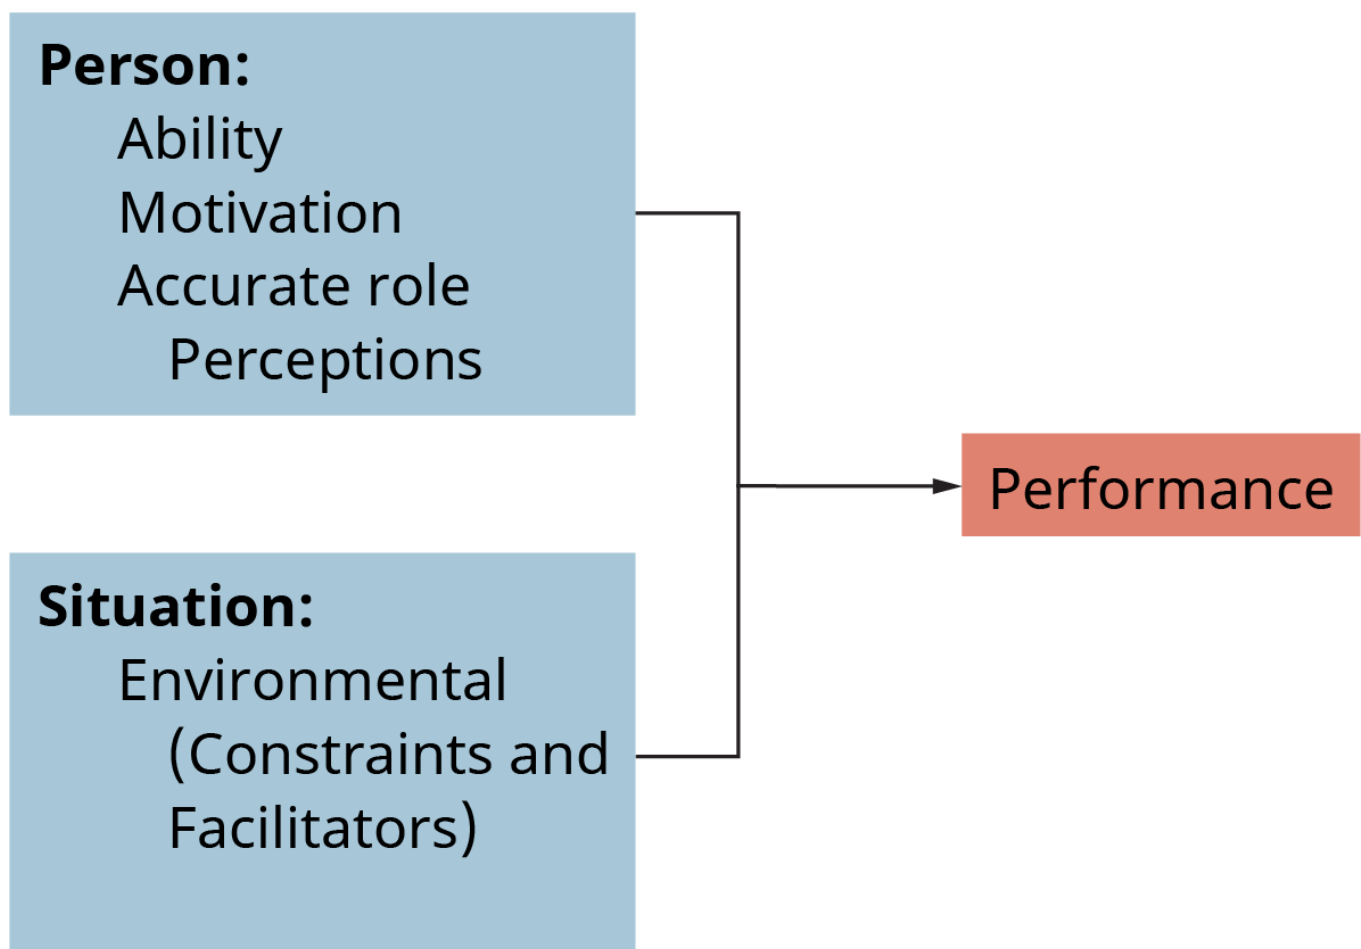 Person:
Ability
Motivation
Accurate role
Perceptions
Situation:
Environmental
(Constraints and
Facilitators)
Performance